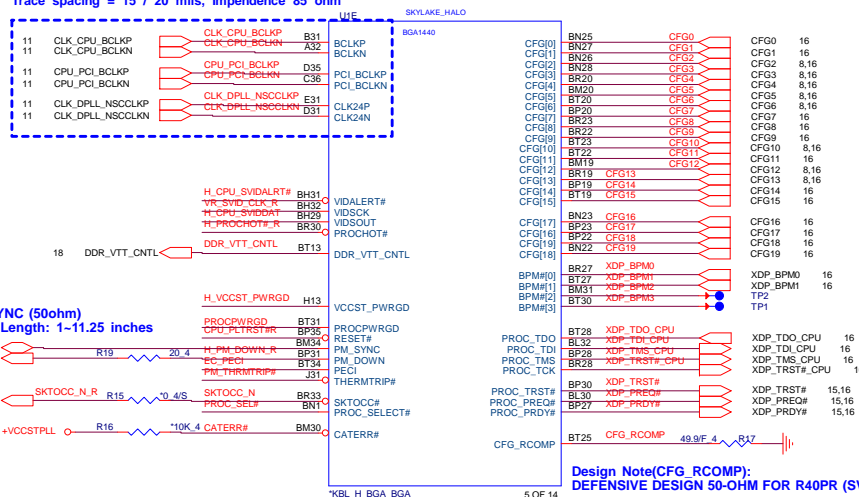 Trace spacing = 15 / 20 mils, Impendence 85 ohm
U1E
SKYLAKE_HALO
BGA1440
11 CLK_CPU_BCLKP CLK_CPU_BCLKP B31 BCLKP
11 CLK_CPU_BCLKN CLK_CPU_BCLKN A32 BCLKN
11 CPU_PCI_BCLKP CPU_PCI_BCLKP D35 PCI_BCLKP
11 CPU_PCI_BCLKN CPU_PCI_BCLKN C36 PCI_BCLKN
11 CLK_DPLL_NSCCLKP CLK_DPLL_NSCCLKP E31 CLK24P
11 CLK_DPLL_NSCCLKN CLK_DPLL_NSCCLKN D31 CLK24N
H_CPU_SVIDALRT# BH31 VIDALERT#
VR_SVID_CLK_R BH32 VIDSCK
H_CPU_SVIDDAT BH29 VIDSOUT
H_PROCHOT#_R BR30 PROCHOT#
18 DDR_VTT_CNTL DDR_VTT_CNTL BT13 DDR_VTT_CNTL
H_VCCST_PWRGD H13 VCCST_PWRGD
YNC (50ohm)
Length: 1~11.25 inches
PROCPWRGD BT31 PROCPWRGD
CPU_PLTRST#R BP35 RESET#
BM34 PM_SYNC
R19 20_4 H_PM_DOWN_R BP31 PM_DOWN
EC_PECI BT34 PECI
PM_THRMTRIP# J31 THERMTRIP#
SKTOCC_N_R R15 *0_4/S SKTOCC_N BR33 SKTOCC#
PROC_SEL# BN1 PROC_SELECT#
+VCCSTPLL R16 *10K_4 CATERR# BM30 CATERR#
CFG[0] BN25 CFG0 CFG0 16
CFG[1] BN27 CFG1 CFG1 16
CFG[2] BN26 CFG2 CFG2 8,16
CFG[3] BN28 CFG3 CFG3 16
CFG[4] BR20 CFG4 CFG4 8,16
CFG[5] BM20 CFG5 CFG5 8,16
CFG[6] BT20 CFG6 CFG6 8,16
CFG[7] BP20 CFG7 CFG7 16
CFG[8] BR23 CFG8 CFG8 16
CFG[9] BR22 CFG9 CFG9 16
CFG[10] BT23 CFG10 CFG10 8,16
CFG[11] BT22 CFG11 CFG11 16
CFG[12] BM19 CFG12 CFG12 8,16
CFG[13] BR19 CFG13 CFG13 8,16
CFG[14] BP19 CFG14 CFG14 16
CFG[15] BT19 CFG15 CFG15 16
CFG[17] BN23 CFG16 CFG16 16
CFG[16] BP23 CFG17 CFG17 16
CFG[18] BP22 CFG18 CFG18 16
CFG[19] BN22 CFG19 CFG19 16
BPM#[0] BR27 XDP_BPM0 XDP_BPM0 16
BPM#[1] BT27 XDP_BPM1 XDP_BPM1 16
BPM#[2] BM31 XDP_BPM2 TP2
BPM#[3] BT30 XDP_BPM3 TP1
PROC_TDO BT28 XDP_TDO_CPU XDP_TDO_CPU 16
PROC_TDI BL32 XDP_TDI_CPU XDP_TDI_CPU 16
PROC_TMS BP28 XDP_TMS_CPU XDP_TMS_CPU 16
PROC_TCK BR28 XDP_TRST#_CPU XDP_TRST#_CPU 1
PROC_TRST# BP30 XDP_TRST# XDP_TRST# 15,16
PROC_PREQ# BL30 XDP_PREQ# XDP_PREQ# 15,16
PROC_PRDY# BP27 XDP_PRDY# XDP_PRDY# 15,16
CFG_RCOMP BT25 CFG_RCOMP 49.9/F_4 R17
*KBL_H_BGA_BGA
5 OF 14
Design Note(CFG_RCOMP):
DEFENSIVE DESIGN 50-OHM FOR R40PR (SV